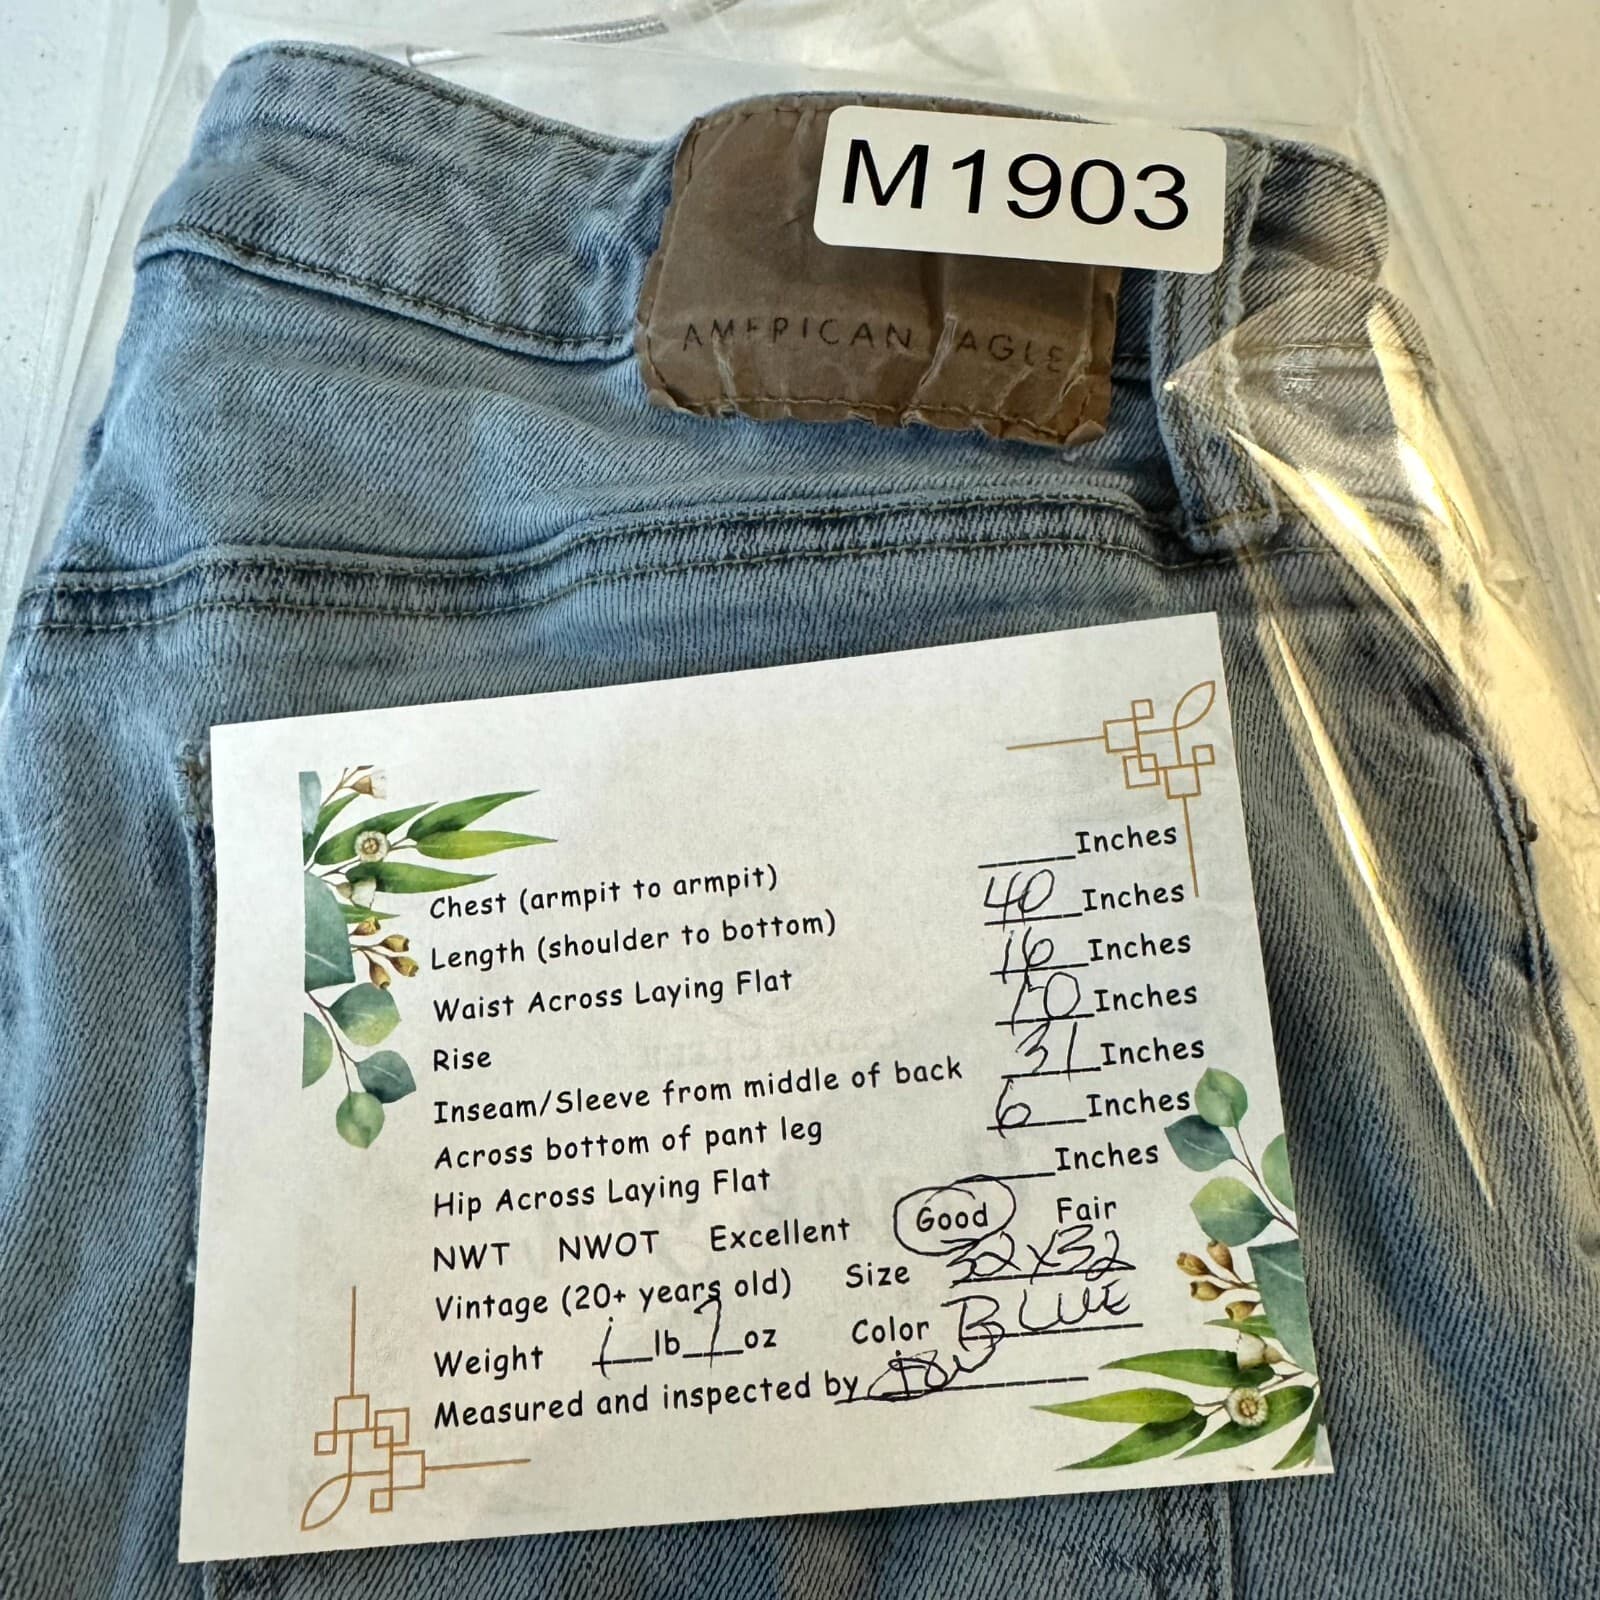 M1903
AMERICAN EAGLE
Chest (armpit to armpit) ____Inches
Length (shoulder to bottom) 40 Inches
Waist Across Laying Flat 16 Inches
Rise 10 Inches
Inseam/Sleeve from middle of back 31 Inches
Across bottom of pant leg 6 Inches
Hip Across Laying Flat ____Inches
NWT NWOT Excellent Good Fair
Vintage (20+ years old) Size 32x32
Weight 1 lb 7 oz Color BLUE
Measured and inspected by